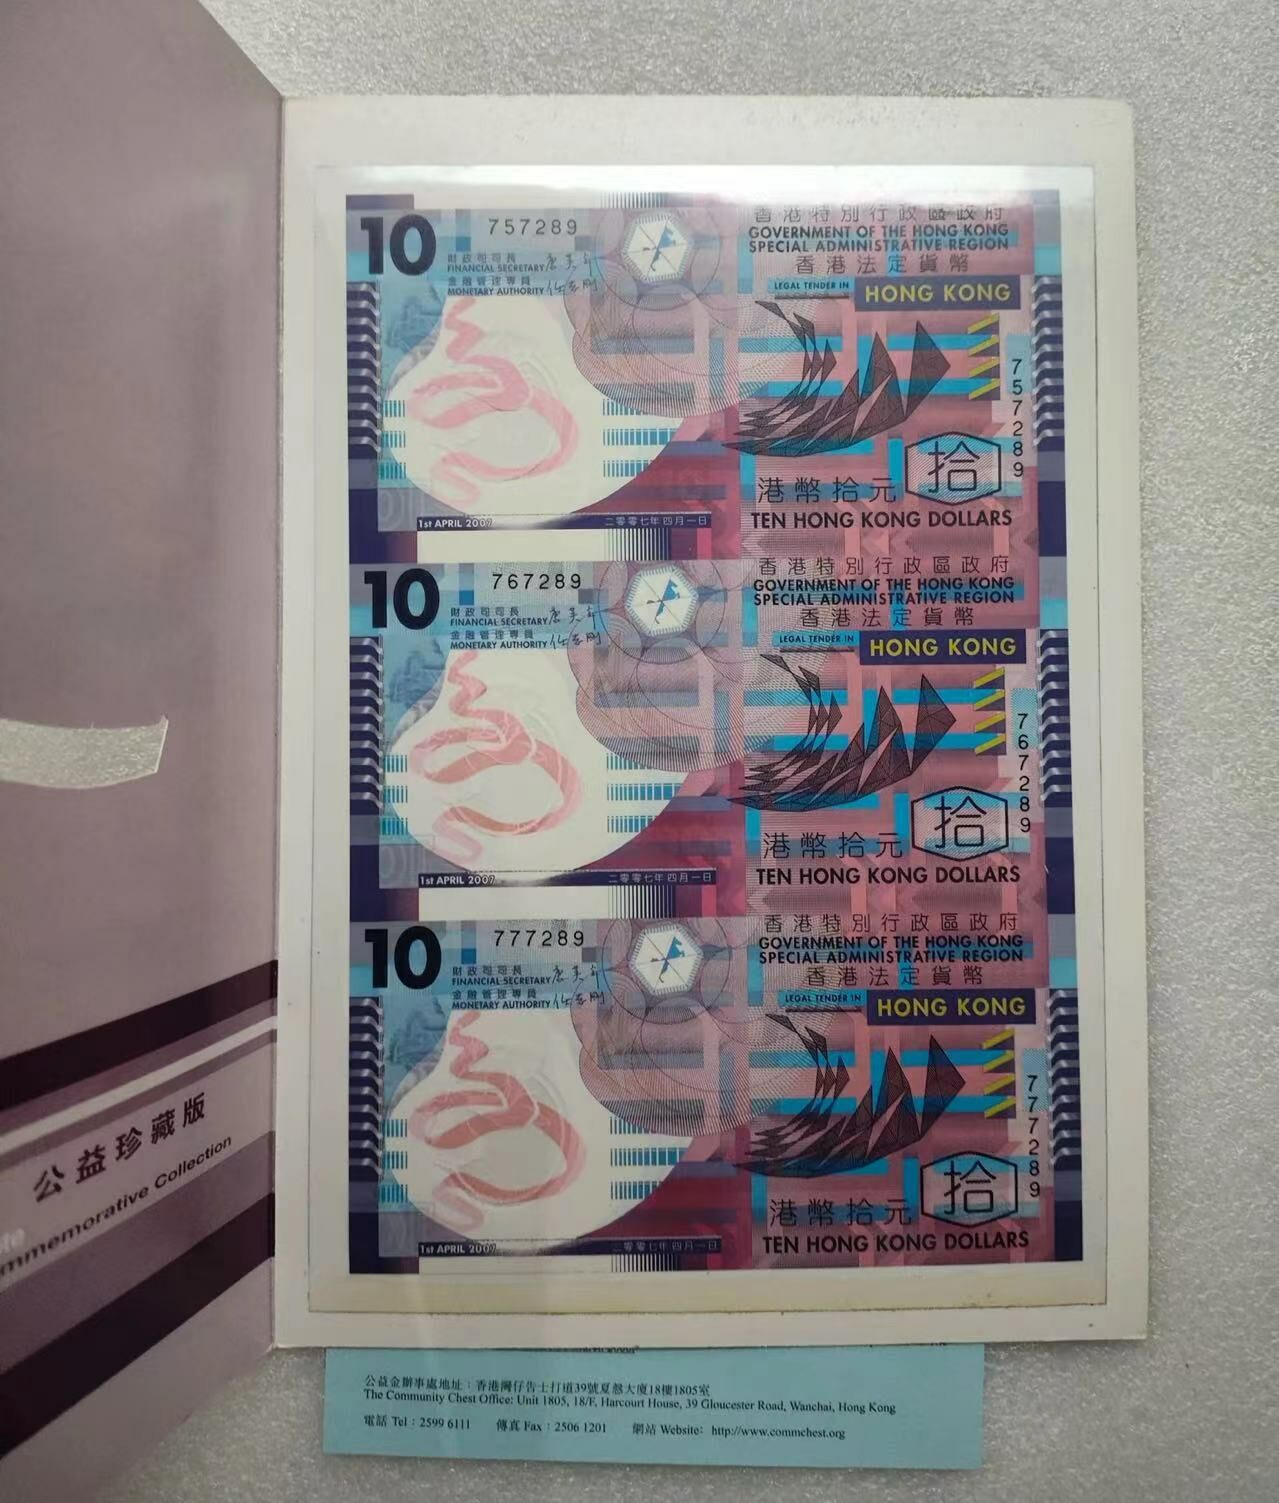 10
757289
財政司司長
FINANCIAL SECRETARY
金融管理專員
MONETARY AUTHORITY
香港特別行政區政府
GOVERNMENT OF THE HONG KONG
SPECIAL ADMINISTRATIVE REGION
香港法定貨幣
LEGAL TENDER IN
HONG KONG
757289
拾
港幣拾元
TEN HONG KONG DOLLARS
1st APRIL 2007
二零零七年四月一日
10
767289
財政司司長
FINANCIAL SECRETARY
金融管理專員
MONETARY AUTHORITY
香港特別行政區政府
GOVERNMENT OF THE HONG KONG
SPECIAL ADMINISTRATIVE REGION
香港法定貨幣
LEGAL TENDER IN
HONG KONG
767289
拾
港幣拾元
TEN HONG KONG DOLLARS
1st APRIL 2007
二零零七年四月一日
10
777289
財政司司長
FINANCIAL SECRETARY
金融管理專員
MONETARY AUTHORITY
香港特別行政區政府
GOVERNMENT OF THE HONG KONG
SPECIAL ADMINISTRATIVE REGION
香港法定貨幣
LEGAL TENDER IN
HONG KONG
777289
拾
港幣拾元
TEN HONG KONG DOLLARS
1st APRIL 2007
二零零七年四月一日
公益珍藏版
mmemorative Collection
公益金辦事處地址：香港灣仔告士打道39號夏慤大廈18樓1805室
The Community Chest Office: Unit 1805, 18/F, Harcourt House, 39 Gloucester Road, Wanchai, Hong Kong
電話 Tel：2599 6111 傳真 Fax：2506 1201 網站 Website: http://www.commchest.org